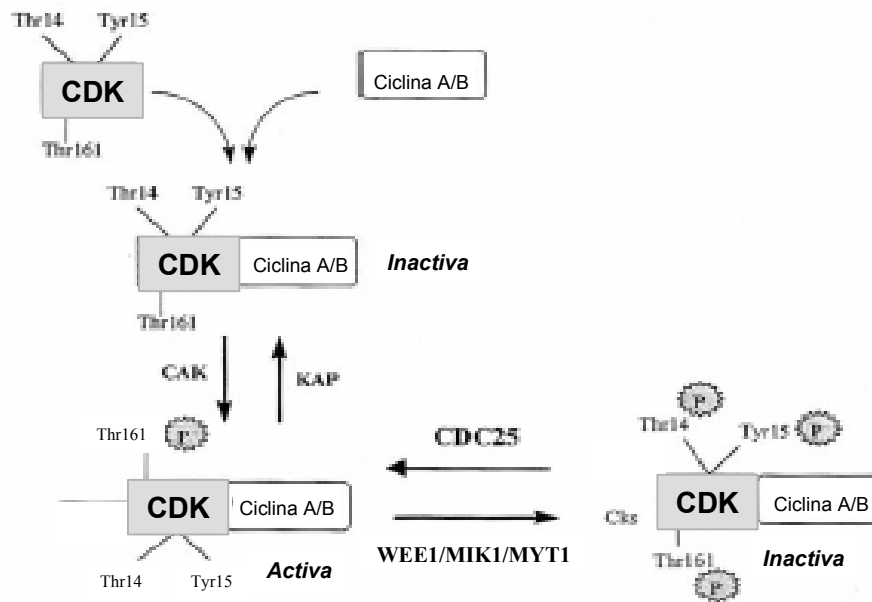 Thr14 Tyr15
CDK
Ciclina A/B
Thr161
Thr14 Tyr15
CDK Ciclina A/B Inactiva
Thr161
CAK KAP
Thr161 P
CDK Ciclina A/B
Thr14 Tyr15 Activa
CDC25
WEE1/MIK1/MYT1
P
Thr14 Tyr15 P
Cks CDK Ciclina A/B
Thr161 Inactiva
P